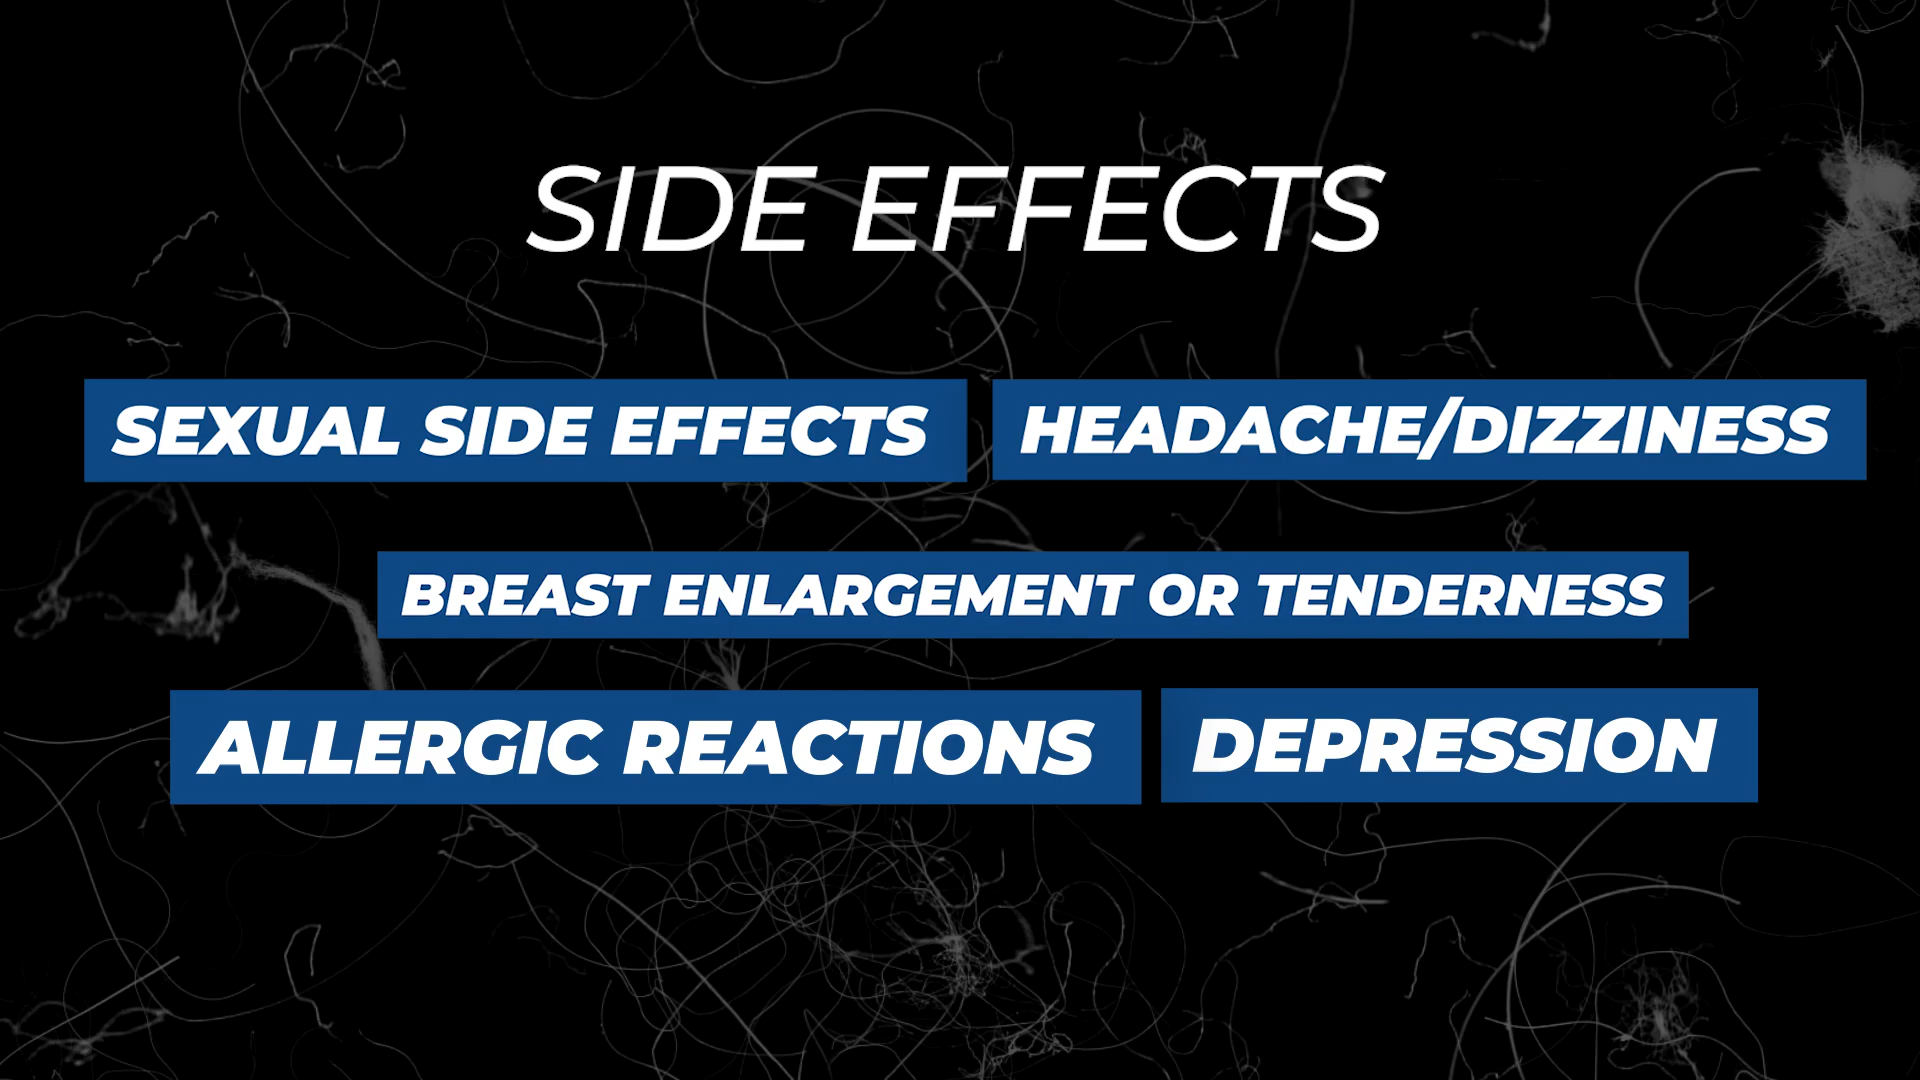 SIDE EFFECTS
SEXUAL SIDE EFFECTS
HEADACHE/DIZZINESS
BREAST ENLARGEMENT OR TENDERNESS
ALLERGIC REACTIONS
DEPRESSION